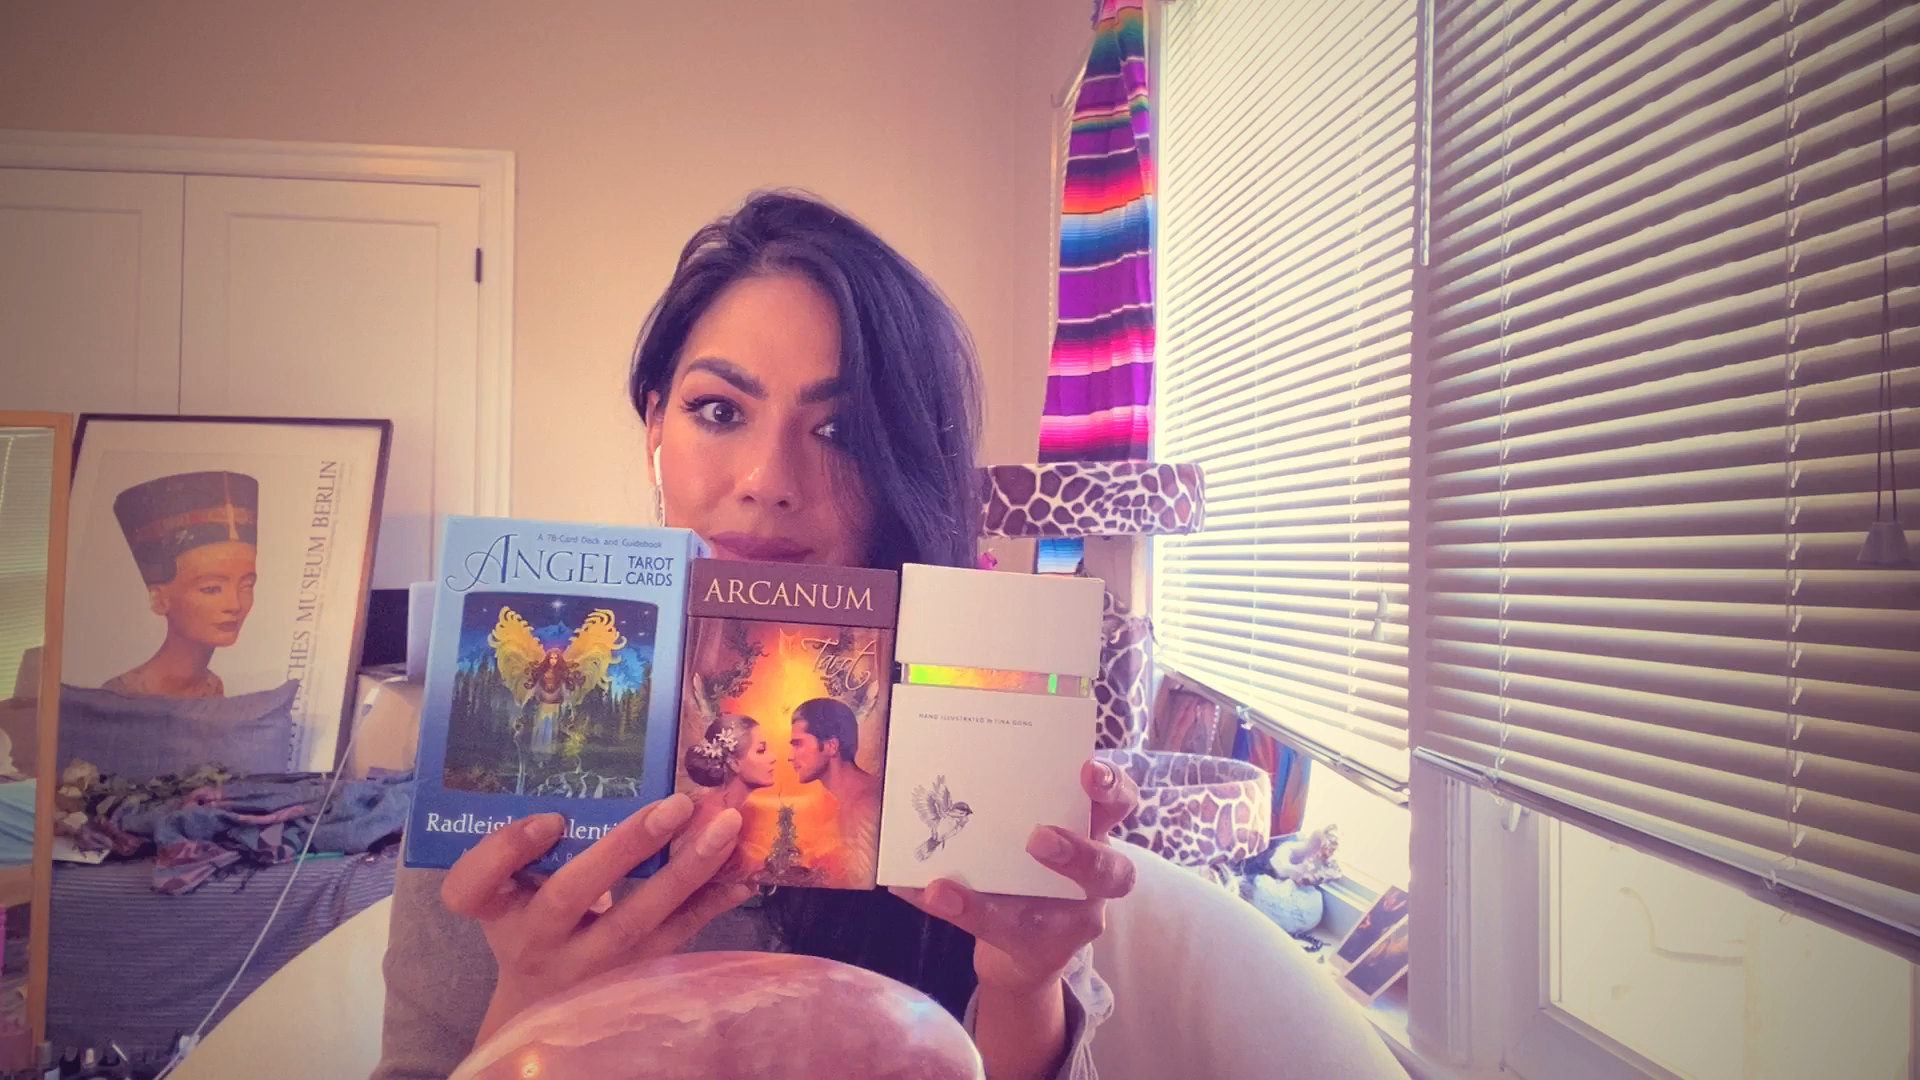 MUSEUM BERLIN
A 78-Card Deck and Guidebook
ANGEL
TAROT
CARDS
ARCANUM
Tarot
HAND ILLUSTRATED by TINA GONG